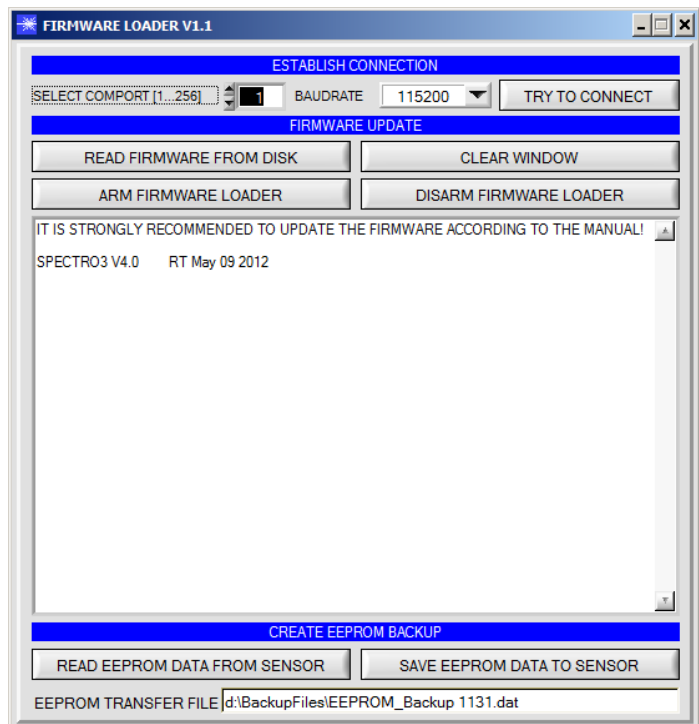 FIRMWARE LOADER V1.1
ESTABLISH CONNECTION
SELECT COMPORT [1...256] 1 BAUDRATE 115200 TRY TO CONNECT
FIRMWARE UPDATE
READ FIRMWARE FROM DISK CLEAR WINDOW
ARM FIRMWARE LOADER DISARM FIRMWARE LOADER
IT IS STRONGLY RECOMMENDED TO UPDATE THE FIRMWARE ACCORDING TO THE MANUAL!
SPECTRO3 V4.0 RT May 09 2012
CREATE EEPROM BACKUP
READ EEPROM DATA FROM SENSOR SAVE EEPROM DATA TO SENSOR
EEPROM TRANSFER FILE d:\BackupFiles\EEPROM_Backup 1131.dat